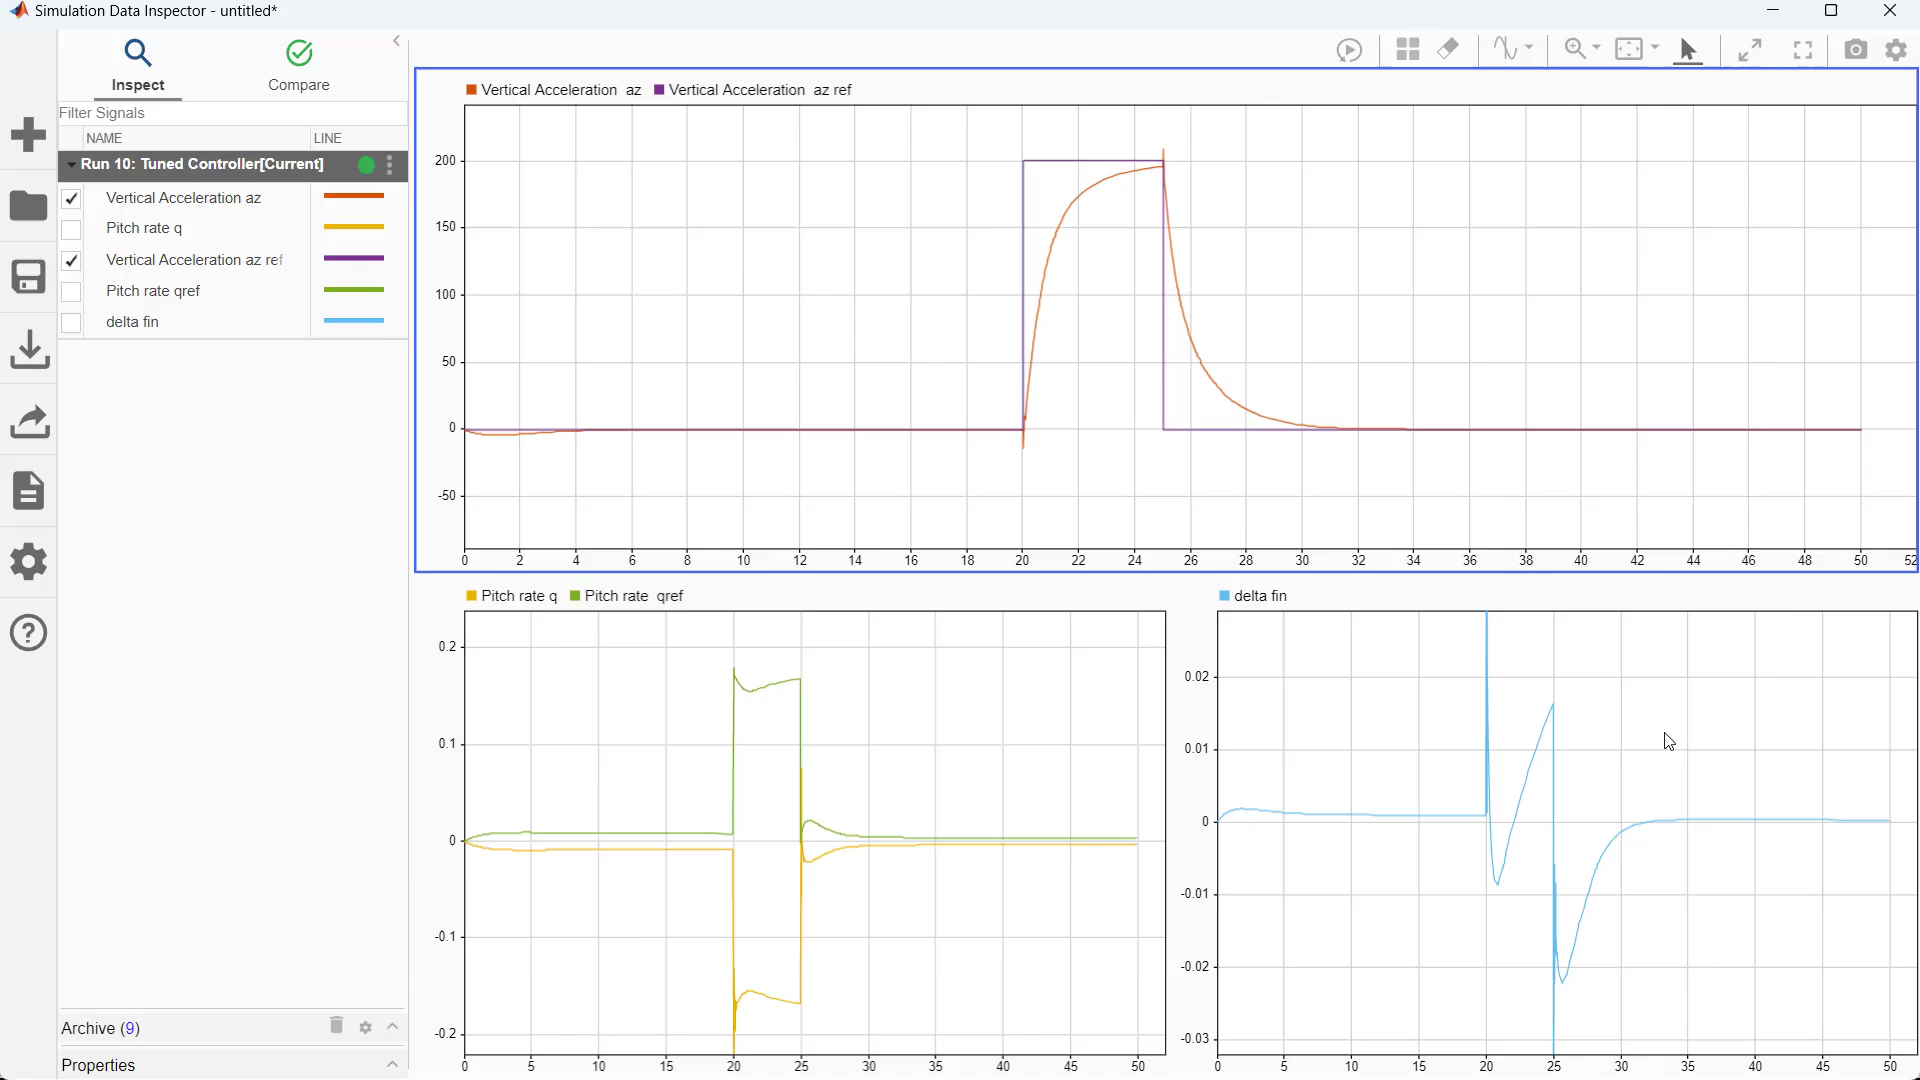 Simulation Data Inspector - untitled*
Inspect
Compare
Filter Signals
NAME LINE
Run 10: Tuned Controller[Current]
Vertical Acceleration az
Pitch rate q
Vertical Acceleration az ref
Pitch rate qref
delta fin
Archive (9)
Properties
Vertical Acceleration az Vertical Acceleration az ref
200
150
100
50
0
-50
0 2 4 6 8 10 12 14 16 18 20 22 24 26 28 30 32 34 36 38 40 42 44 46 48 50 52
Pitch rate q Pitch rate qref
0.2
0.1
0
-0.1
-0.2
0 5 10 15 20 25 30 35 40 45 50
delta fin
0.02
0.01
0
-0.01
-0.02
-0.03
0 5 10 15 20 25 30 35 40 45 50